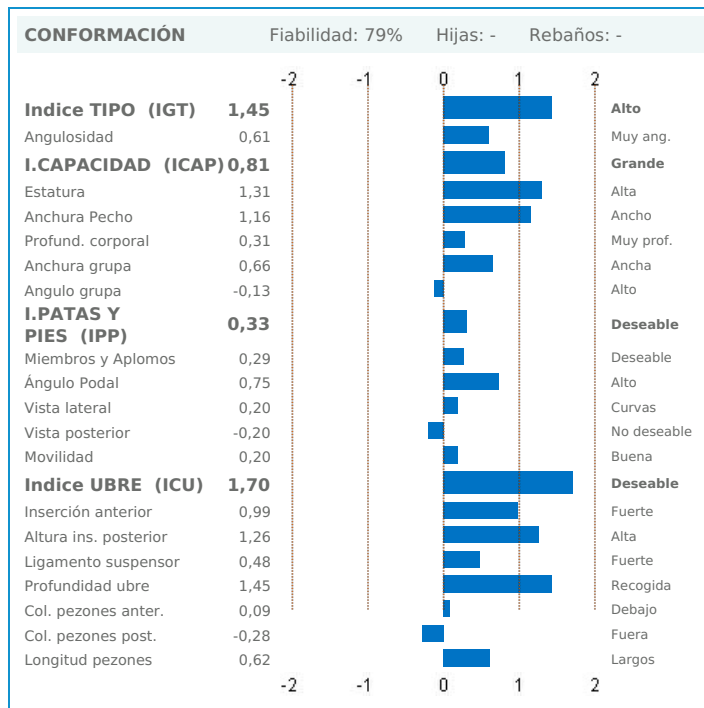 CONFORMACIÓN Fiabilidad: 79% Hijas: - Rebaños: -
-2 -1 0 1 2
Indice TIPO (IGT) 1,45 Alto
Angulosidad 0,61 Muy ang.
I.CAPACIDAD (ICAP) 0,81 Grande
Estatura 1,31 Alta
Anchura Pecho 1,16 Ancho
Profund. corporal 0,31 Muy prof.
Anchura grupa 0,66 Ancha
Angulo grupa -0,13 Alto
I.PATAS Y
PIES (IPP) 0,33 Deseable
Miembros y Aplomos 0,29 Deseable
Ángulo Podal 0,75 Alto
Vista lateral 0,20 Curvas
Vista posterior -0,20 No deseable
Movilidad 0,20 Buena
Indice UBRE (ICU) 1,70 Deseable
Inserción anterior 0,99 Fuerte
Altura ins. posterior 1,26 Alta
Ligamento suspensor 0,48 Fuerte
Profundidad ubre 1,45 Recogida
Col. pezones anter. 0,09 Debajo
Col. pezones post. -0,28 Fuera
Longitud pezones 0,62 Largos
-2 -1 0 1 2